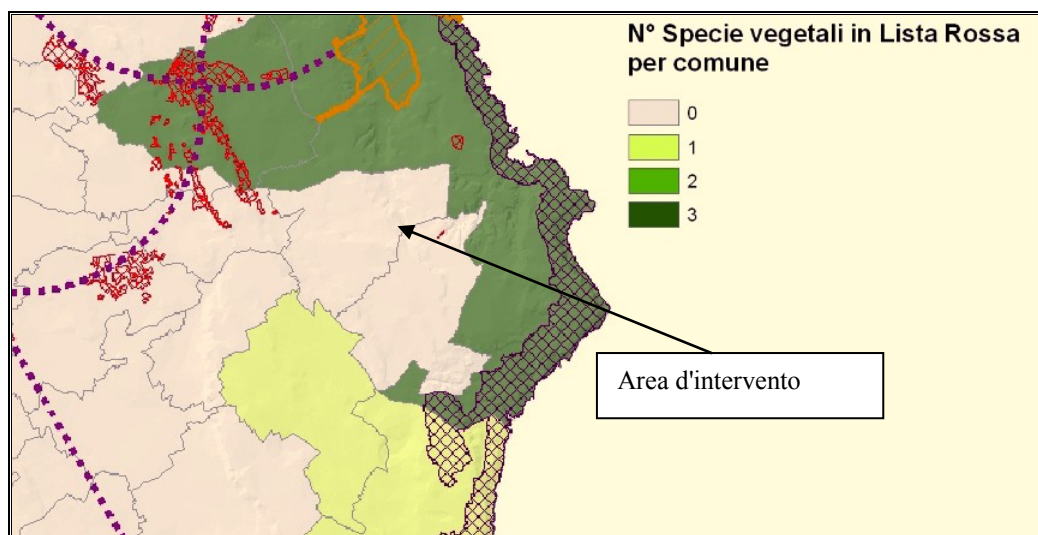 N° Specie vegetali in Lista Rossa
per comune
0
1
2
3
Area d'intervento